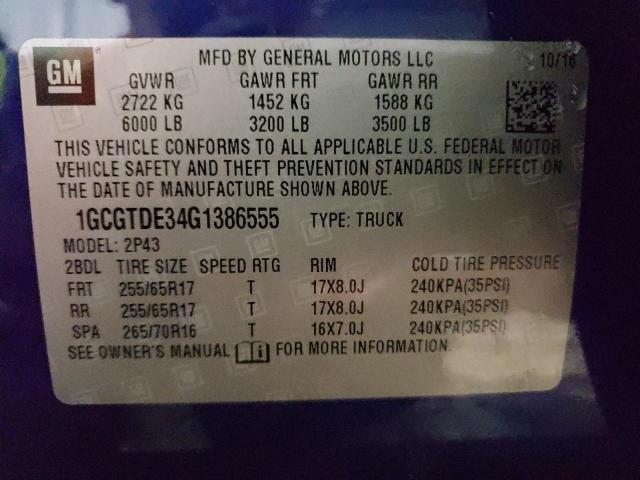 GM
MFD BY GENERAL MOTORS LLC 10/16
GVWR GAWR FRT GAWR RR
2722 KG 1452 KG 1588 KG
6000 LB 3200 LB 3500 LB
THIS VEHICLE CONFORMS TO ALL APPLICABLE U.S. FEDERAL MOTOR
VEHICLE SAFETY AND THEFT PREVENTION STANDARDS IN EFFECT ON
THE DATE OF MANUFACTURE SHOWN ABOVE.
1GCGTDE34G1386555 TYPE: TRUCK
MODEL: 2P43
2BDL TIRE SIZE SPEED RTG RIM COLD TIRE PRESSURE
FRT 255/65R17 T 17X8.0J 240KPA(35PSI)
RR 255/65R17 T 17X8.0J 240KPA(35PSI)
SPA 265/70R16 T 16X7.0J 240KPA(35PSI)
SEE OWNER'S MANUAL FOR MORE INFORMATION.